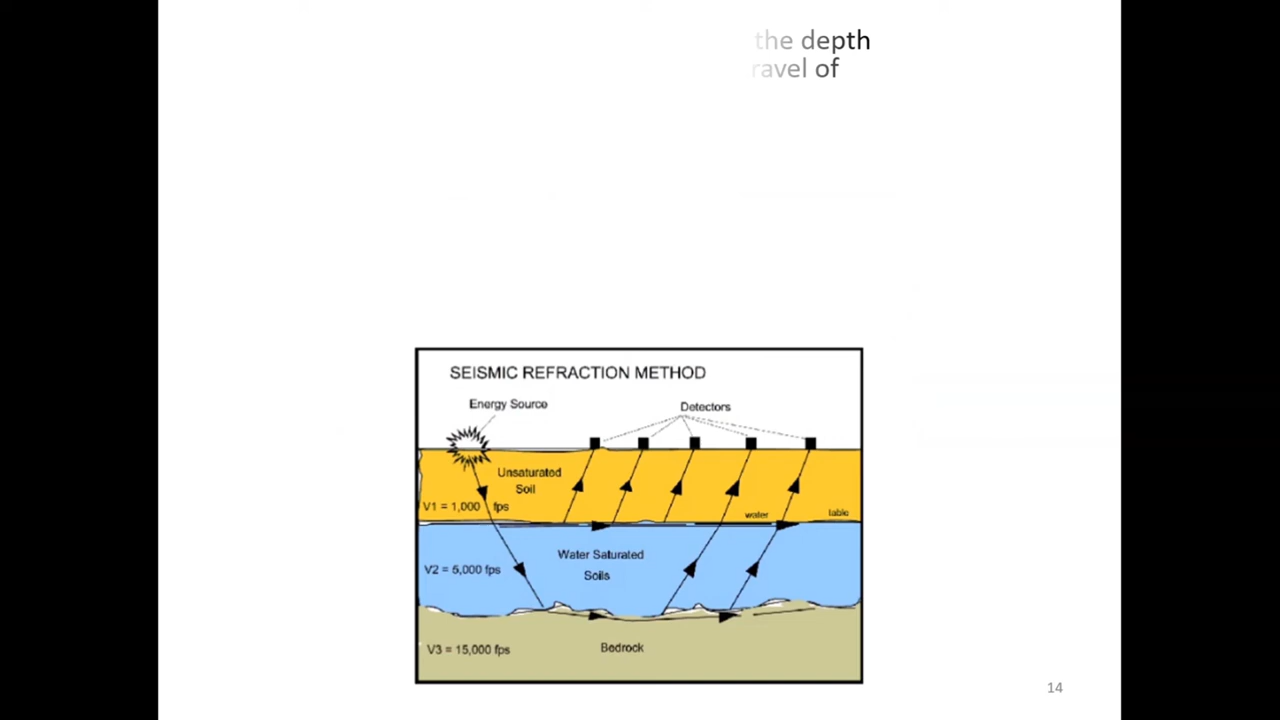 the depth
ravel of
SEISMIC REFRACTION METHOD
Energy Source
Detectors
Unsaturated
Soil
V1 = 1,000 fps
water table
Water Saturated
Soils
V2 = 5,000 fps
Bedrock
V3 = 15,000 fps
14